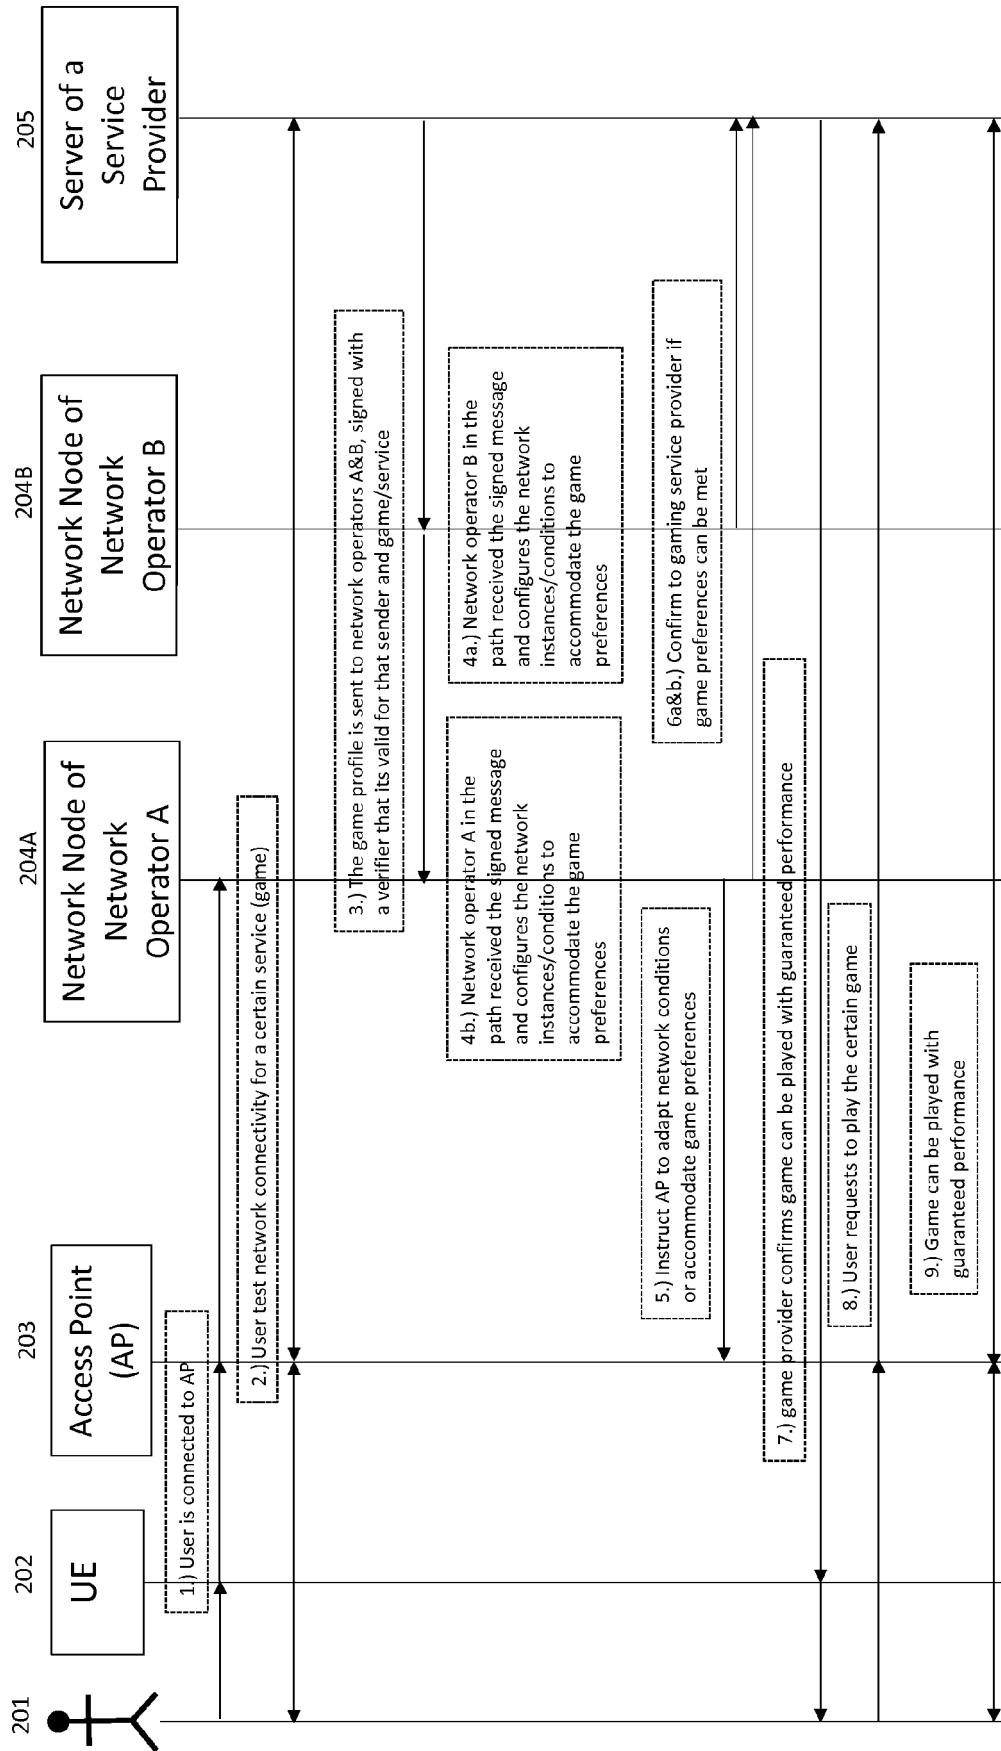 201
202
203
204A
204B
205
UE
Access Point
(AP)
Network Node of
Network
Operator A
Network Node of
Network
Operator B
Server of a
Service
Provider
1.) User is connected to AP
2.) User test network connectivity for a certain service (game)
3.) The game profile is sent to network operators A&B, signed with
a verifier that its valid for that sender and game/service
4b.) Network operator A in the
path received the signed message
and configures the network
instances/conditions to
accommodate the game
preferences
4a.) Network operator B in the
path received the signed message
and configures the network
instances/conditions to
accommodate the game
preferences
5.) Instruct AP to adapt network conditions
or accommodate game preferences
6a&b.) Confirm to gaming service provider if
game preferences can be met
7.) game provider confirms game can be played with guaranteed performance
8.) User requests to play the certain game
9.) Game can be played with
guaranteed performance